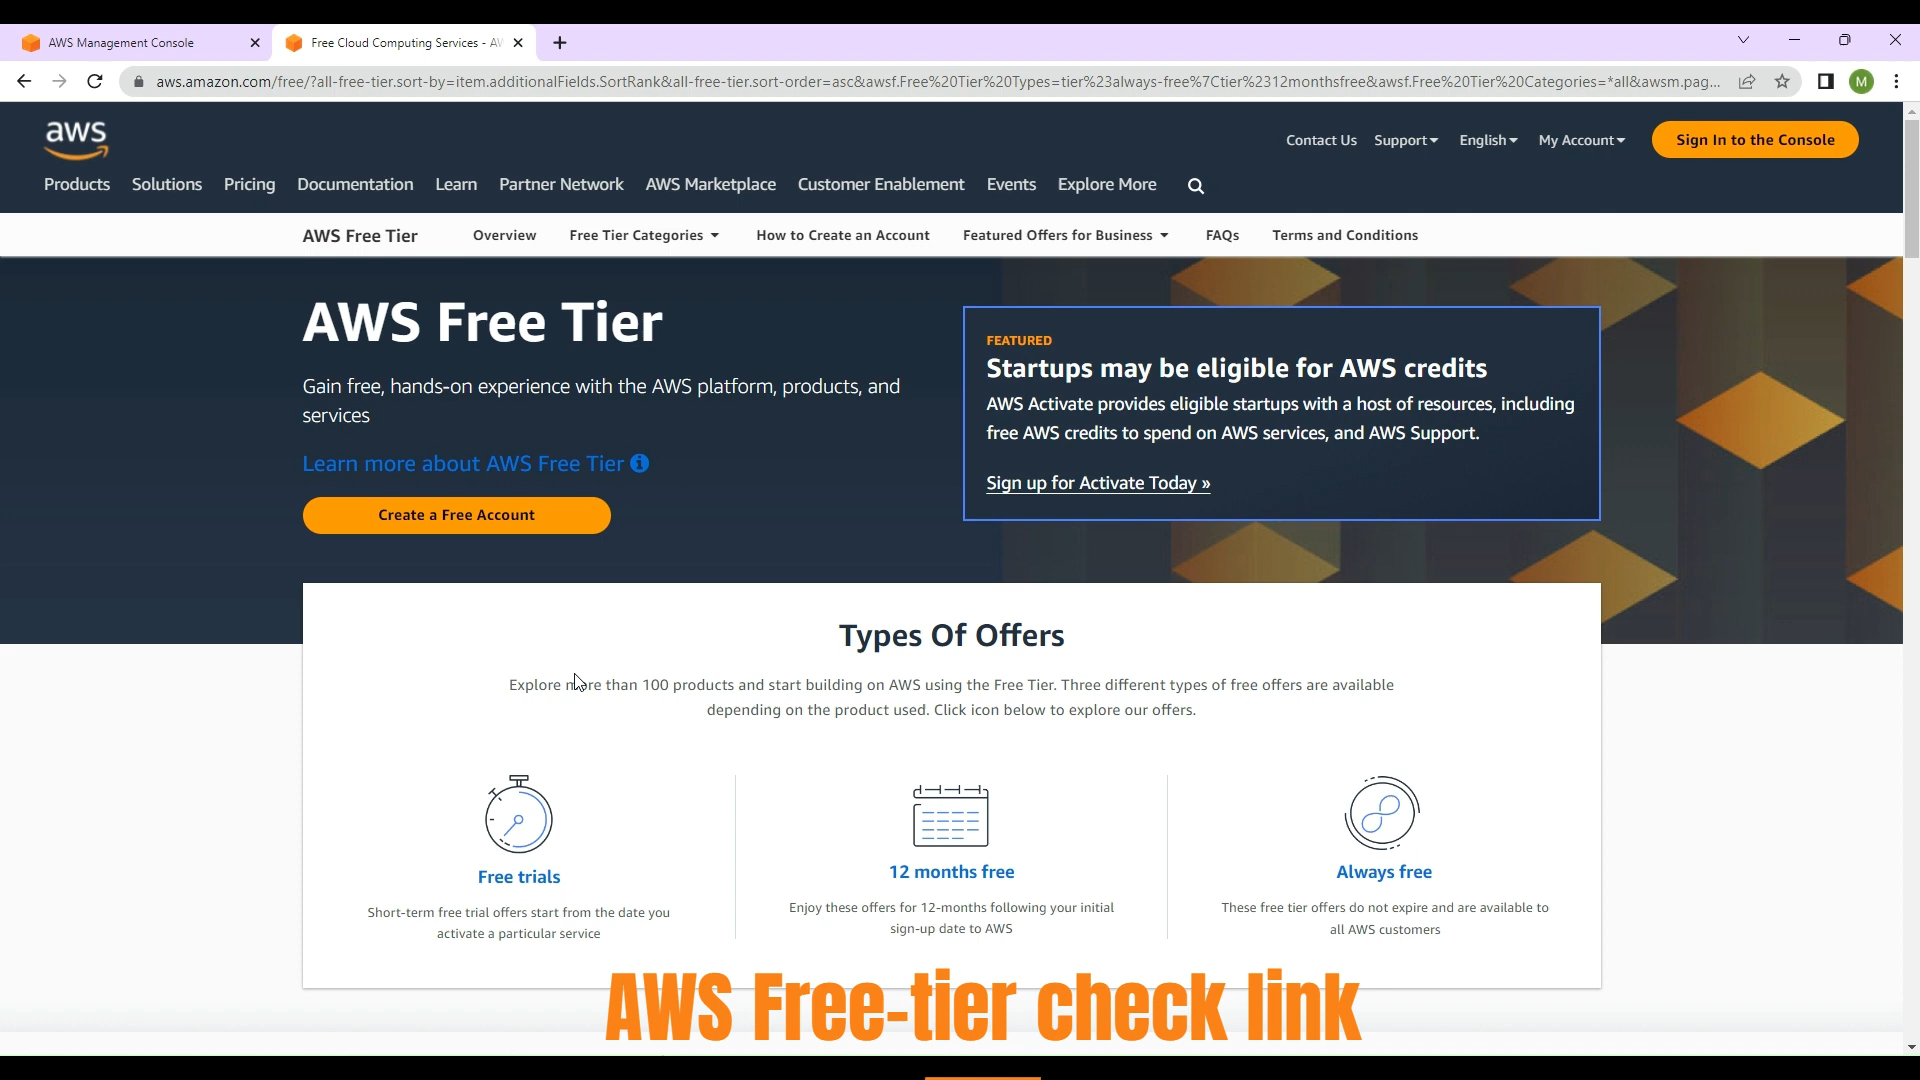 AWS Management Console
Free Cloud Computing Services - AW
aws.amazon.com/free/?all-free-tier.sort-by=item.additionalFields.SortRank&all-free-tier.sort-order=asc&awsf.Free%20Tier%20Types=tier%23always-free%7Ctier%2312monthsfree&awsf.Free%20Tier%20Categories=*all&awsm.pag...
M
aws
Contact Us Support English My Account Sign In to the Console
Products Solutions Pricing Documentation Learn Partner Network AWS Marketplace Customer Enablement Events Explore More
AWS Free Tier Overview Free Tier Categories How to Create an Account Featured Offers for Business FAQs Terms and Conditions
AWS Free Tier
Gain free, hands-on experience with the AWS platform, products, and
services
Learn more about AWS Free Tier
Create a Free Account
FEATURED
Startups may be eligible for AWS credits
AWS Activate provides eligible startups with a host of resources, including
free AWS credits to spend on AWS services, and AWS Support.
Sign up for Activate Today »
Types Of Offers
Explore more than 100 products and start building on AWS using the Free Tier. Three different types of free offers are available
depending on the product used. Click icon below to explore our offers.
Free trials
Short-term free trial offers start from the date you
activate a particular service
12 months free
Enjoy these offers for 12-months following your initial
sign-up date to AWS
Always free
These free tier offers do not expire and are available to
all AWS customers
AWS Free-tier check link